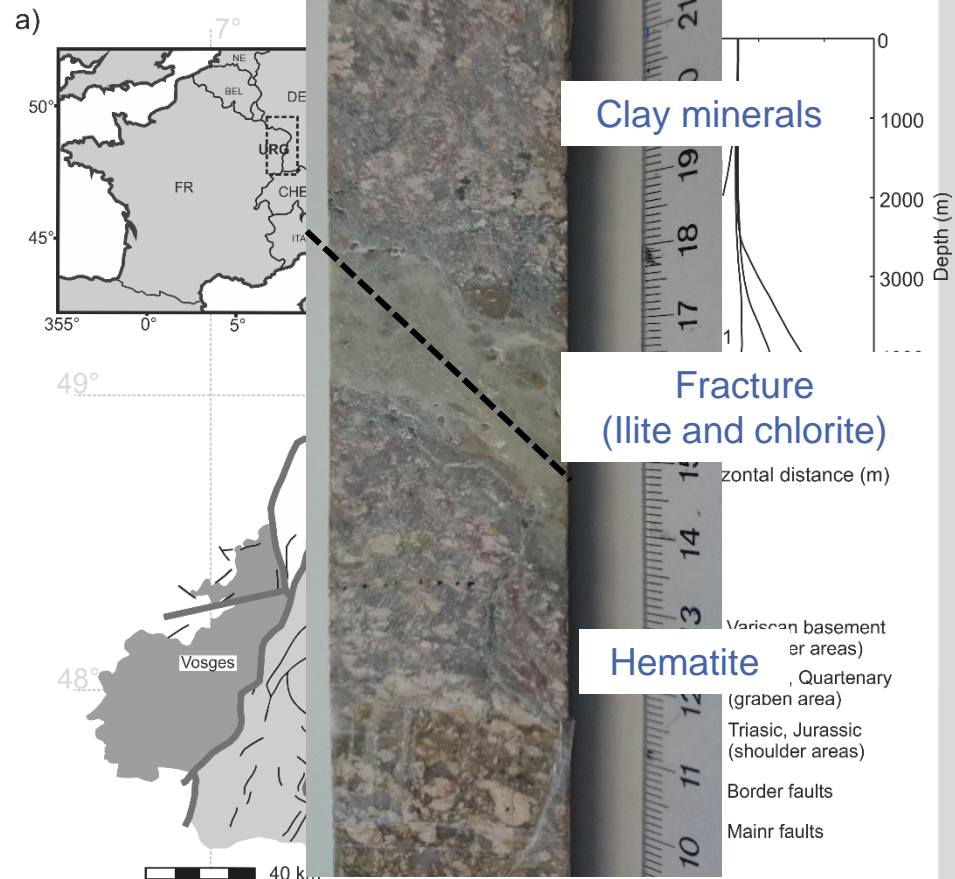 a)
7°
NE
BEL
DE
50°
URG
FR
CHE
ITA
45°
355°
0°
5°
49°
Vosges
48°
40 km
21
19
18
17
14
13
12
11
10
Clay minerals
Fracture
(Ilite and chlorite)
Hematite
0
1000
2000
3000
Depth (m)
1
zontal distance (m)
Variscan basement
er areas)
, Quartenary
(graben area)
Triasic, Jurassic
(shoulder areas)
Border faults
Mainr faults